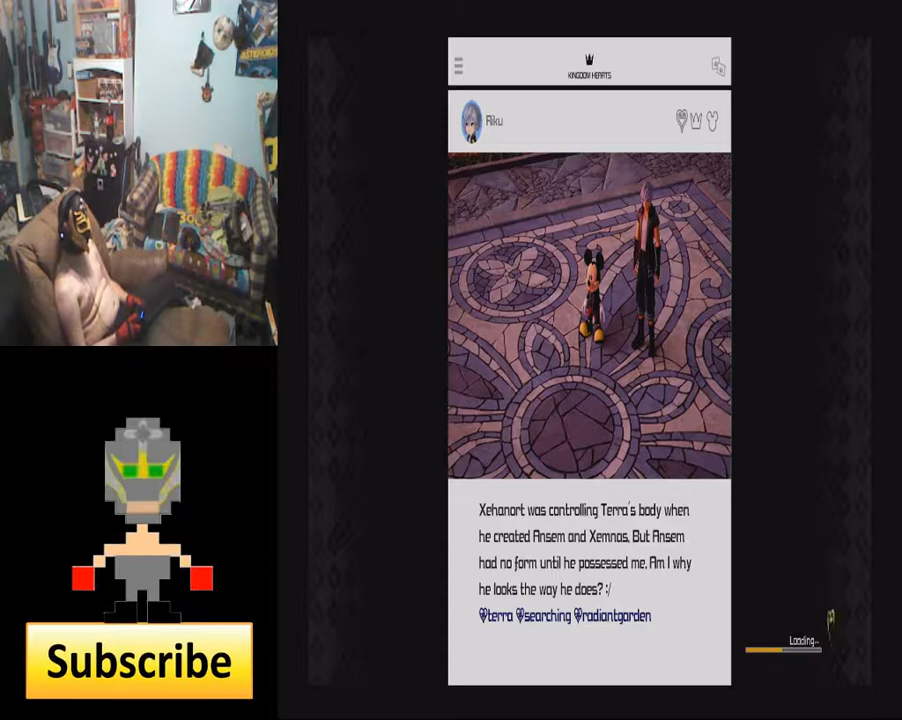 ASTEROIDS
KINGDOM HEARTS
Riku
Xehanort was controlling Terra's body when
he created Ansem and Xemnas. But Ansem
had no form until he possessed me. Am I why
he looks the way he does? :/
terra searching radiantgarden
Loading...
Subscribe